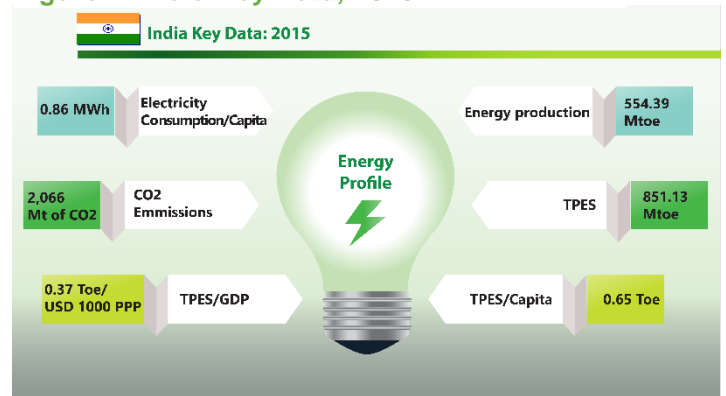 India Key Data: 2015
0.86 MWh
Electricity
Consumption/Capita
Energy production
554.39
Mtoe
Energy
Profile
2,066
Mt of CO2
CO2
Emmissions
TPES
851.13
Mtoe
0.37 Toe/
USD 1000 PPP
TPES/GDP
TPES/Capita
0.65 Toe